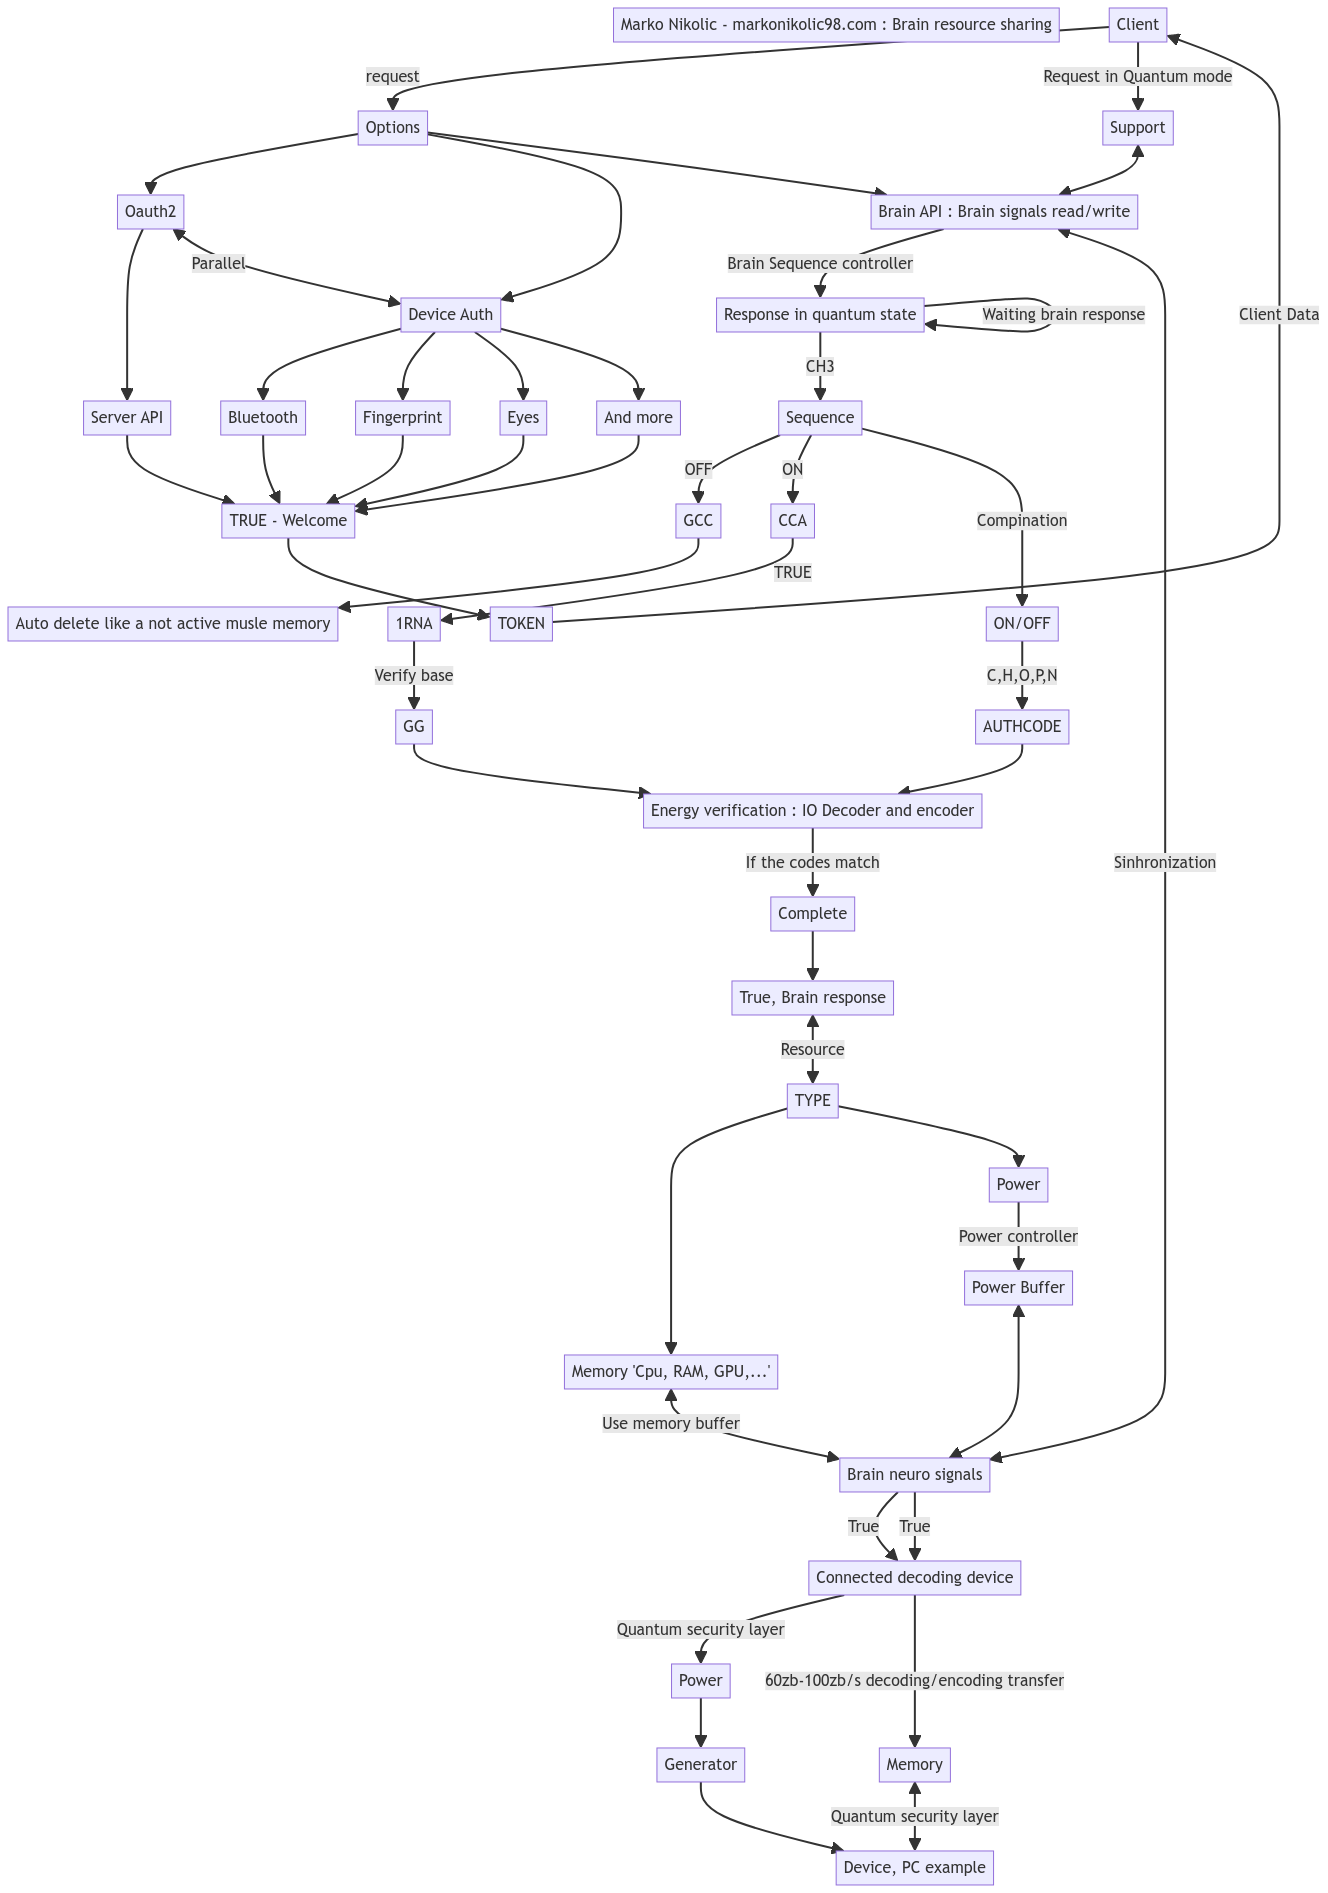 Marko Nikolic - markonikolic98.com : Brain resource sharing
Client
request
Request in Quantum mode
Options
Support
Oauth2
Brain API : Brain signals read/write
Parallel
Brain Sequence controller
Device Auth
Response in quantum state
Waiting brain response
Client Data
CH3
Server API
Bluetooth
Fingerprint
Eyes
And more
Sequence
OFF
ON
TRUE - Welcome
GCC
CCA
Compination
TRUE
Auto delete like a not active musle memory
1RNA
TOKEN
ON/OFF
Verify base
C,H,O,P,N
GG
AUTHCODE
Energy verification : IO Decoder and encoder
If the codes match
Sinhronization
Complete
True, Brain response
Resource
TYPE
Power
Power controller
Power Buffer
Memory 'Cpu, RAM, GPU,...'
Use memory buffer
Brain neuro signals
True
True
Connected decoding device
Quantum security layer
Power
60zb-100zb/s decoding/encoding transfer
Generator
Memory
Quantum security layer
Device, PC example